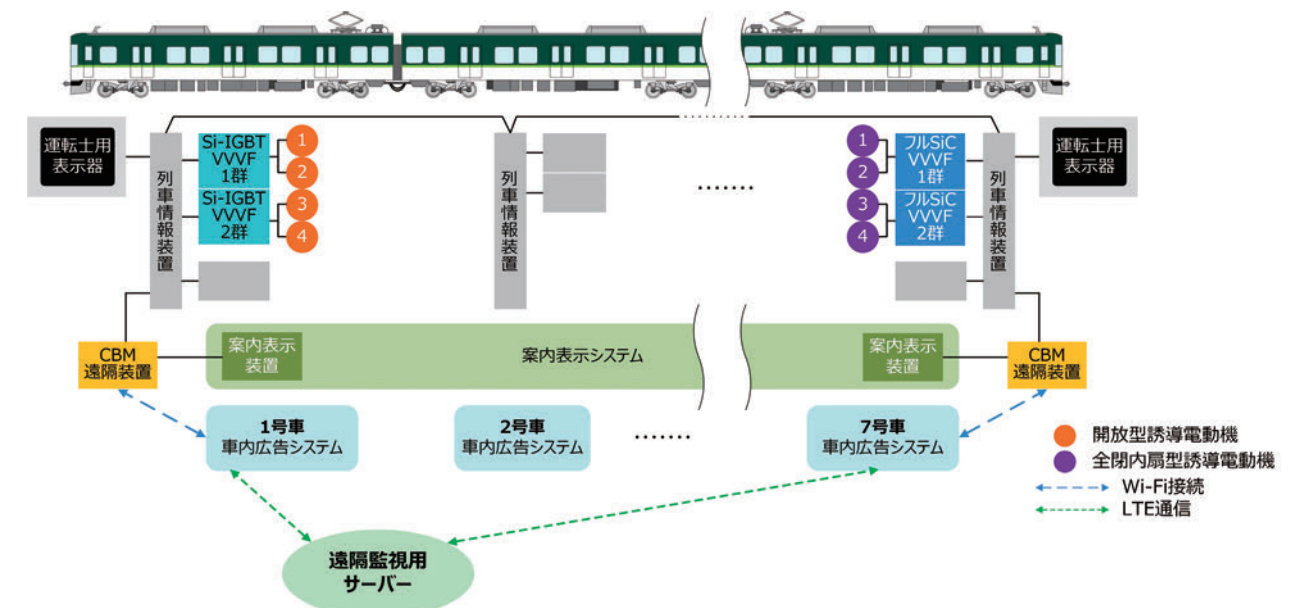 運転士用
表示器
列車情報装置
Si-IGBT
VVVF
1群
Si-IGBT
VVVF
2群
1
2
3
4
列車情報装置
.......
.......
1
2
3
4
フルSiC
VVVF
1群
フルSiC
VVVF
2群
列車情報装置
運転士用
表示器
CBM
遠隔装置
案内表示
装置
案内表示システム
案内表示
装置
CBM
遠隔装置
1号車
車内広告システム
2号車
車内広告システム
.......
7号車
車内広告システム
開放型誘導電動機
全閉内扇型誘導電動機
Wi-Fi接続
LTE通信
遠隔監視用
サーバー